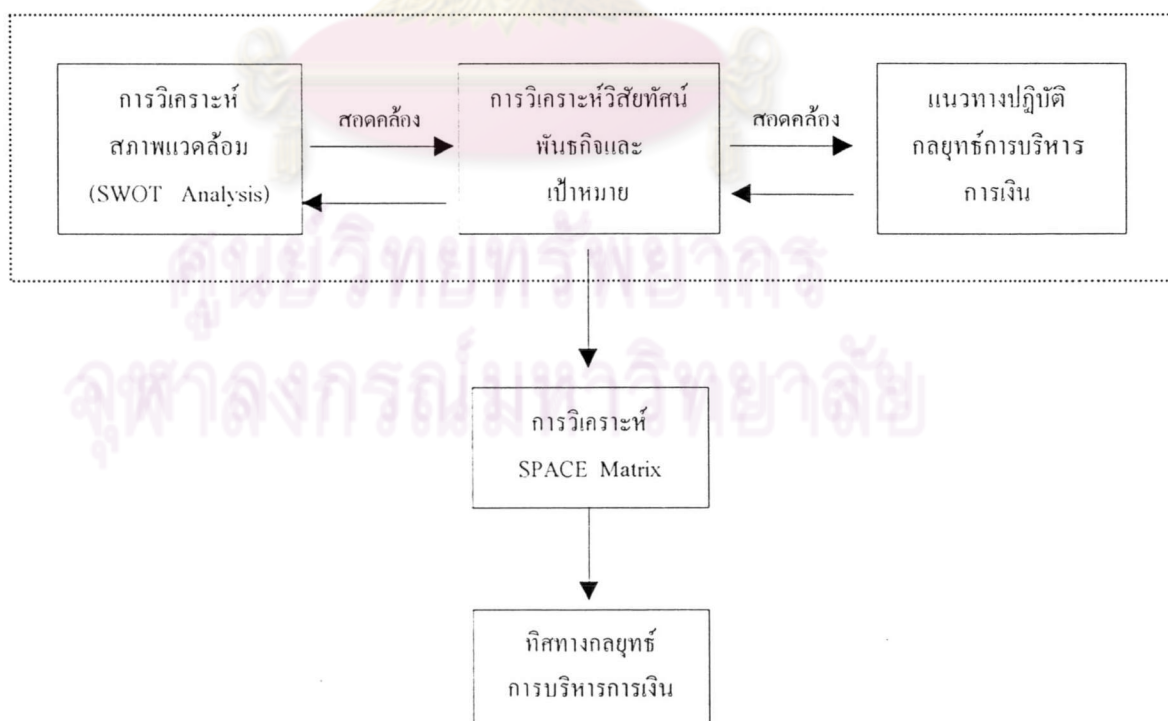 การวิเคราะห์
สภาพแวดล้อม
(SWOT Analysis)
สอดคล้อง
การวิเคราะห์วิสัยทัศน์
พันธกิจและ
เป้าหมาย
สอดคล้อง
แนวทางปฏิบัติ
กลยุทธ์การบริหาร
การเงิน
ศูนย์วิทยทรัพยากร
จุฬาลงกรณ์มหาวิทยาลัย
การวิเคราะห์
SPACE Matrix
ทิศทางกลยุทธ์
การบริหารการเงิน